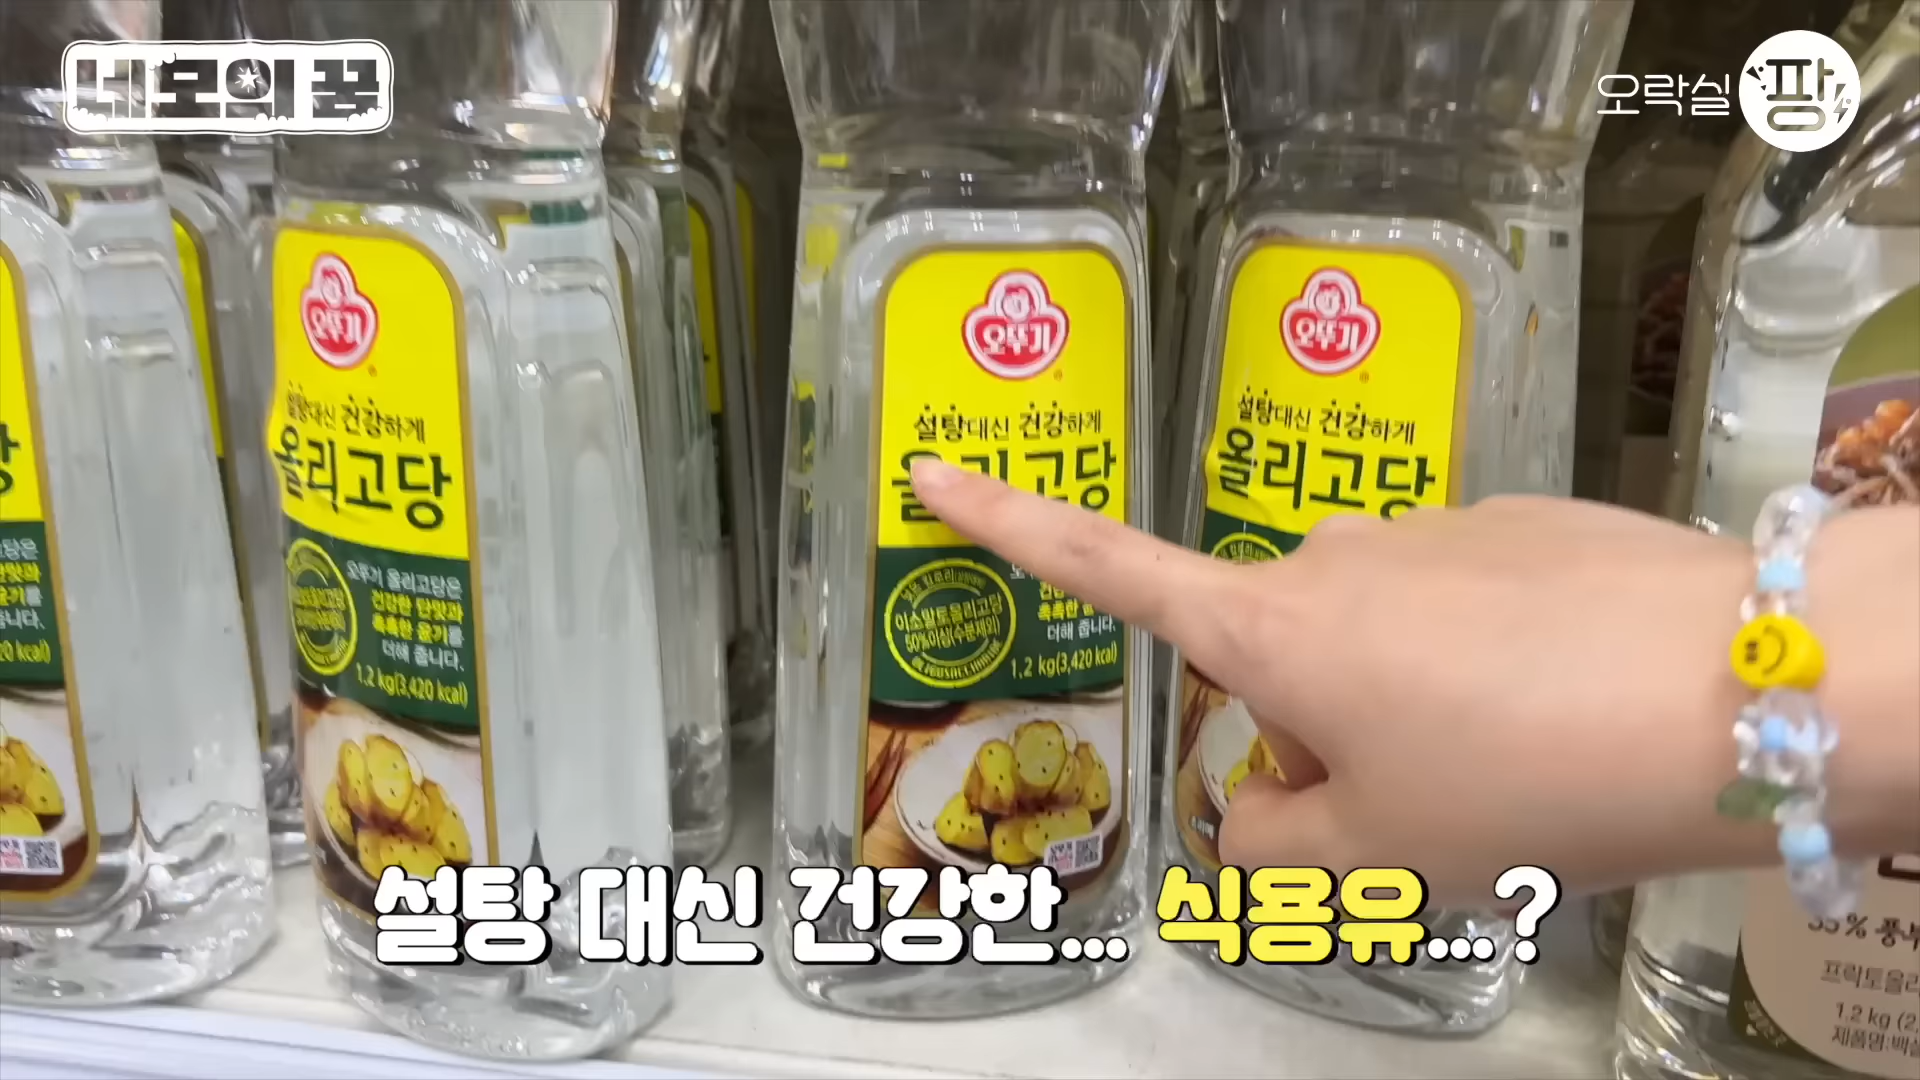 네모의 꿈
오락실 팡
오뚜기
설탕대신 건강하게
올리고당
오뚜기 올리고당은
건강한 단맛과
촉촉한 윤기를
더해 줍니다.
1.2 kg(3,420 kcal)
오뚜기
설탕대신 건강하게
리고당
이소말토올리고당
50%이상(수분제외)
OLIGOSACCHARIDE
더해 줍니다.
1.2 kg(3,420 kcal)
오뚜기
설탕대신 건강하게
올리고당
설탕 대신 건강한... 식용유...?
1.2 kg